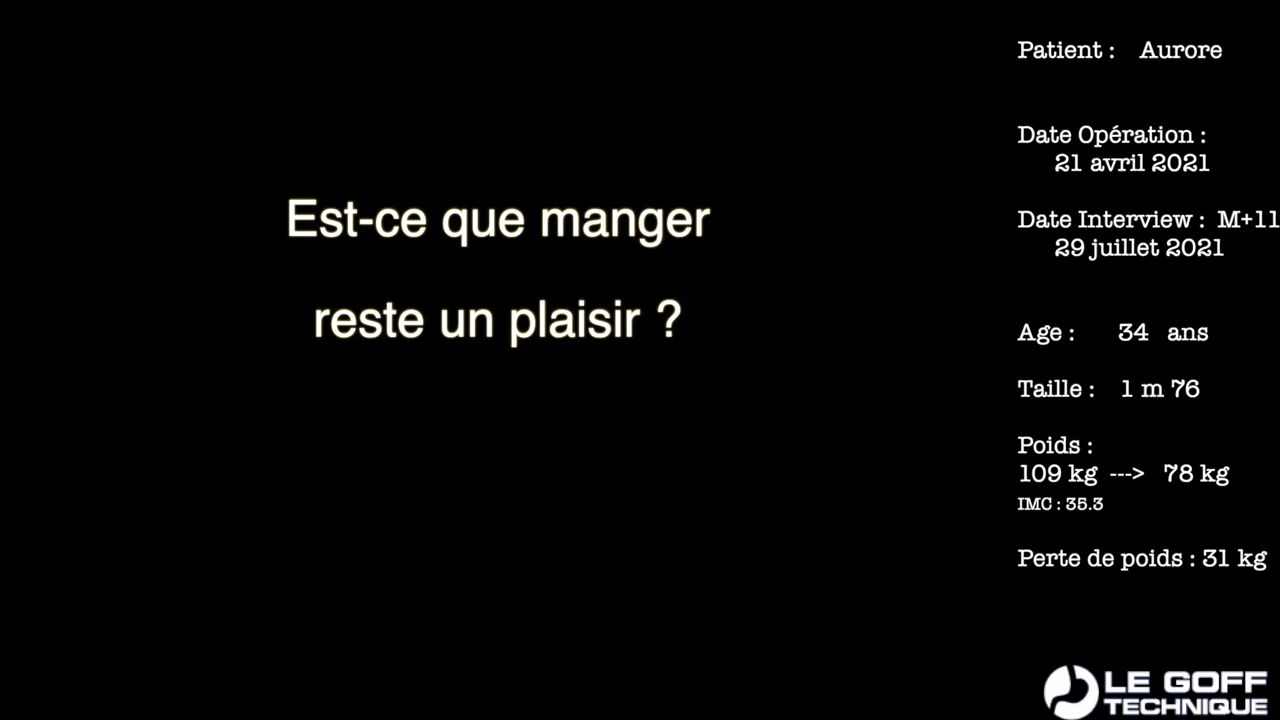 Est-ce que manger
reste un plaisir ?
Patient : Aurore
Date Opération :
21 avril 2021
Date Interview : M+11
29 juillet 2021
Age : 34 ans
Taille : 1 m 76
Poids :
109 kg ---> 78 kg
IMC : 35.3
Perte de poids : 31 kg
LE GOFF
TECHNIQUE